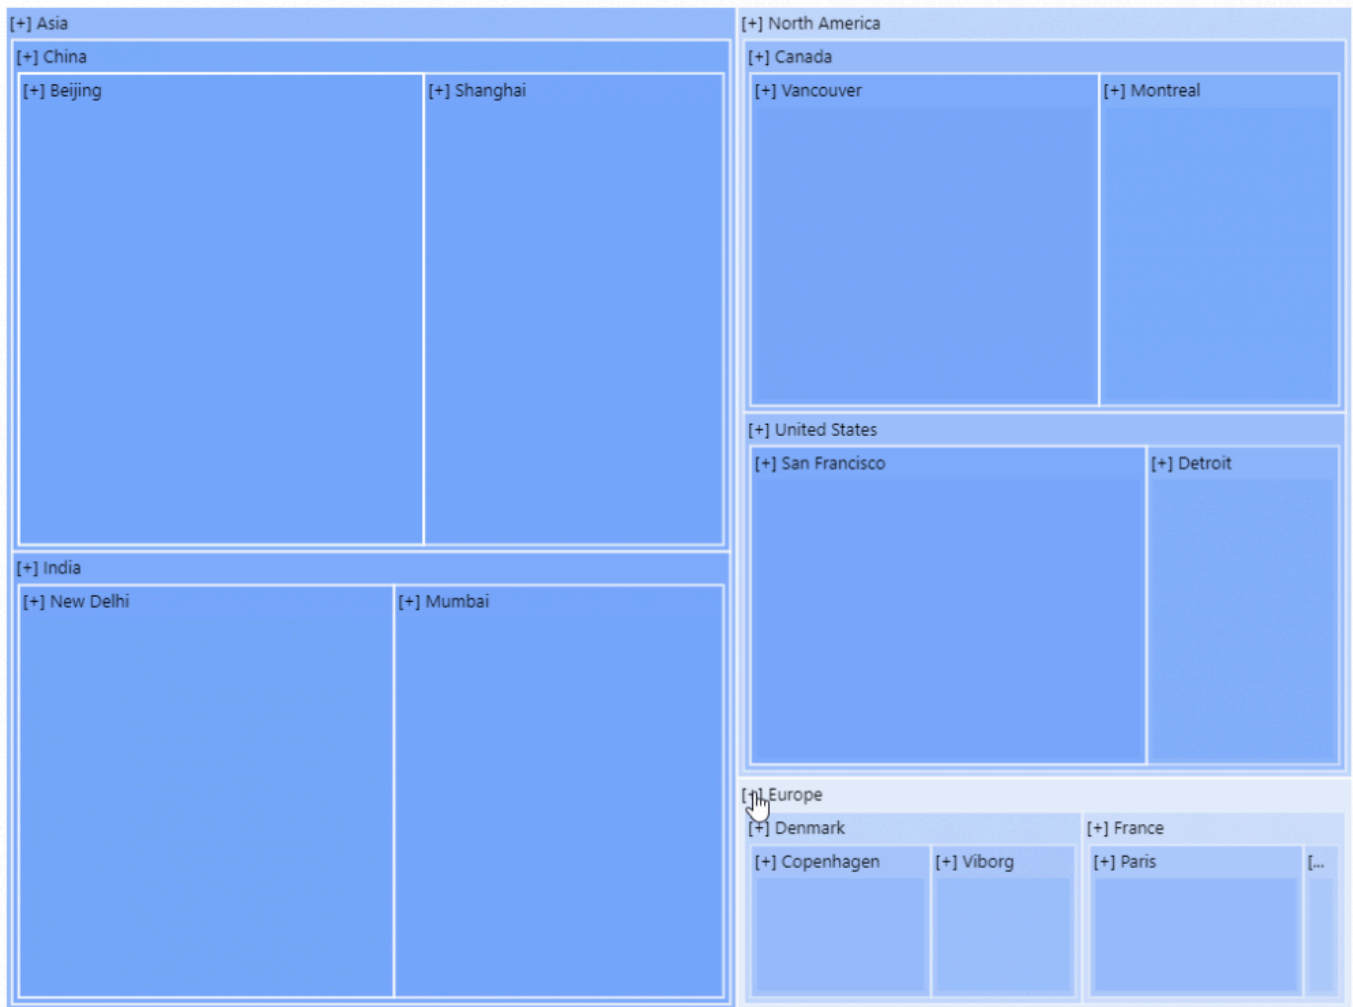 [+] Asia
[+] China
[+] Beijing
[+] Shanghai
[+] India
[+] New Delhi
[+] Mumbai
[+] North America
[+] Canada
[+] Vancouver
[+] Montreal
[+] United States
[+] San Francisco
[+] Detroit
[+] Europe
[+] Denmark
[+] Copenhagen
[+] Viborg
[+] France
[+] Paris
[...